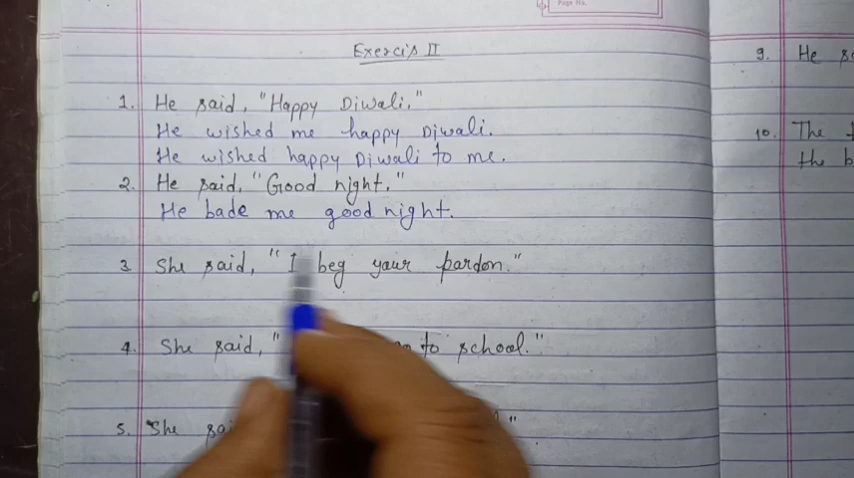 Page No.
Exercis II
1. He said, "Happy Diwali."
He wished me happy Diwali.
He wished happy Diwali to me.
2. He said, "Good night."
He bade me good night.
3 She said, "I beg your pardon."
4. She said, " to school."
5. She sai "
9. He
10. The
the